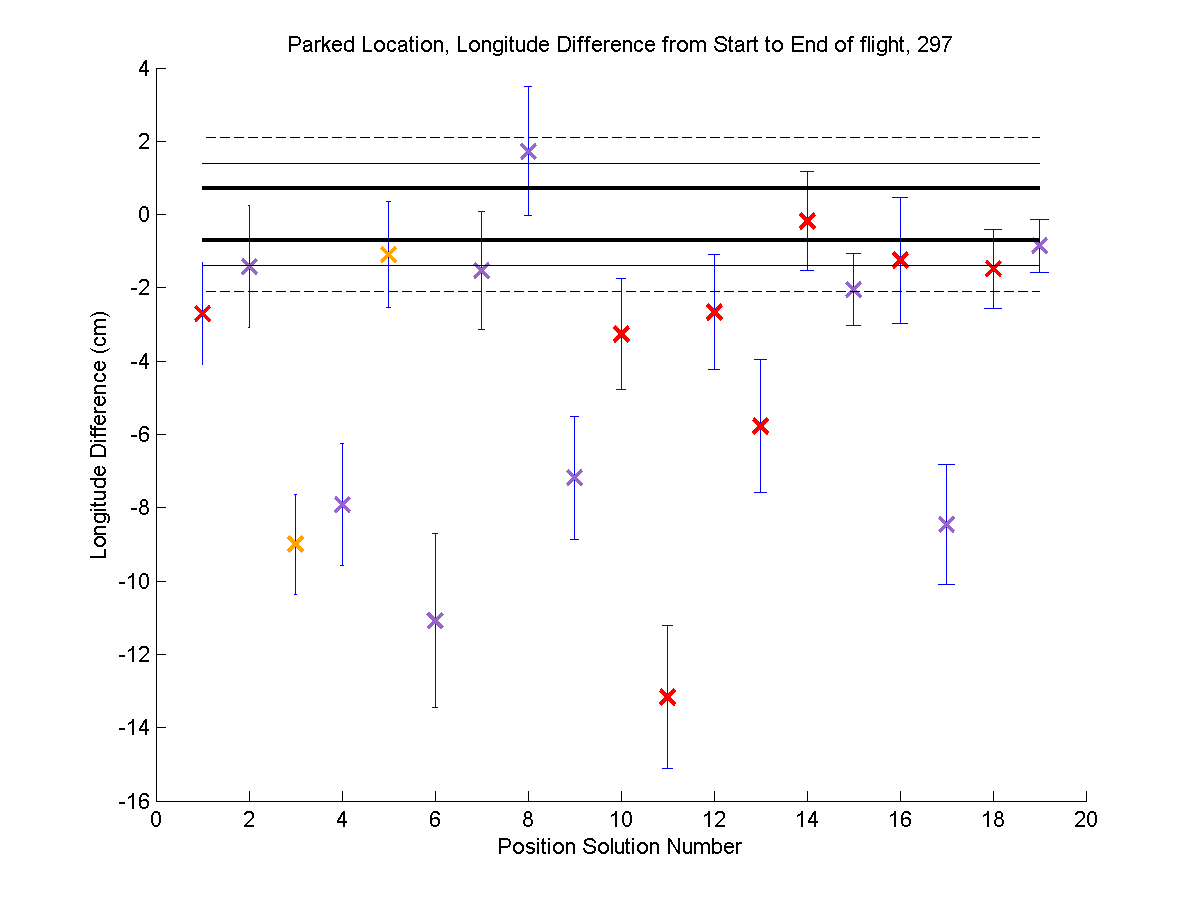 Parked Location, Longitude Difference from Start to End of flight, 297
4
2
0
-2
-4
-6
-8
-10
-12
-14
-16
Longitude Difference (cm)
0 2 4 6 8 10 12 14 16 18 20
Position Solution Number